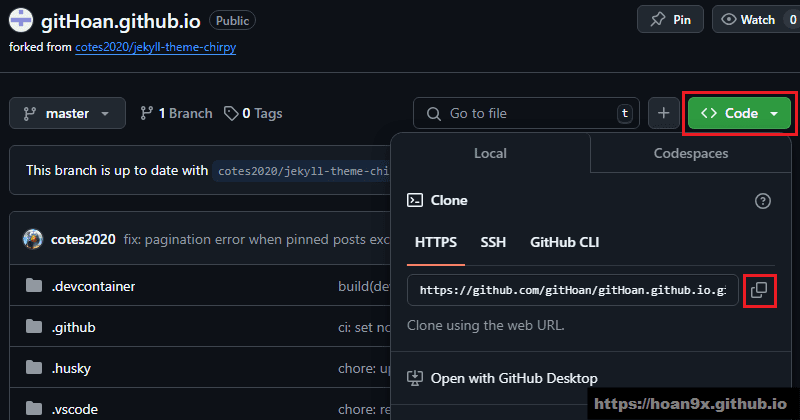 gitHoan.github.io Public Pin Watch 0
forked from cotes2020/jekyll-theme-chirpy
master 1 Branch 0 Tags Go to file t + <> Code
Local Codespaces
This branch is up to date with cotes2020/jekyll-theme-chi
Clone
cotes2020 fix: pagination error when pinned posts exc
HTTPS SSH GitHub CLI
.devcontainer build(de
https://github.com/gitHoan/gitHoan.github.io.gi
.github ci: set no
Clone using the web URL.
.husky chore: up
Open with GitHub Desktop
.vscode chore: re
https://hoan9x.github.io